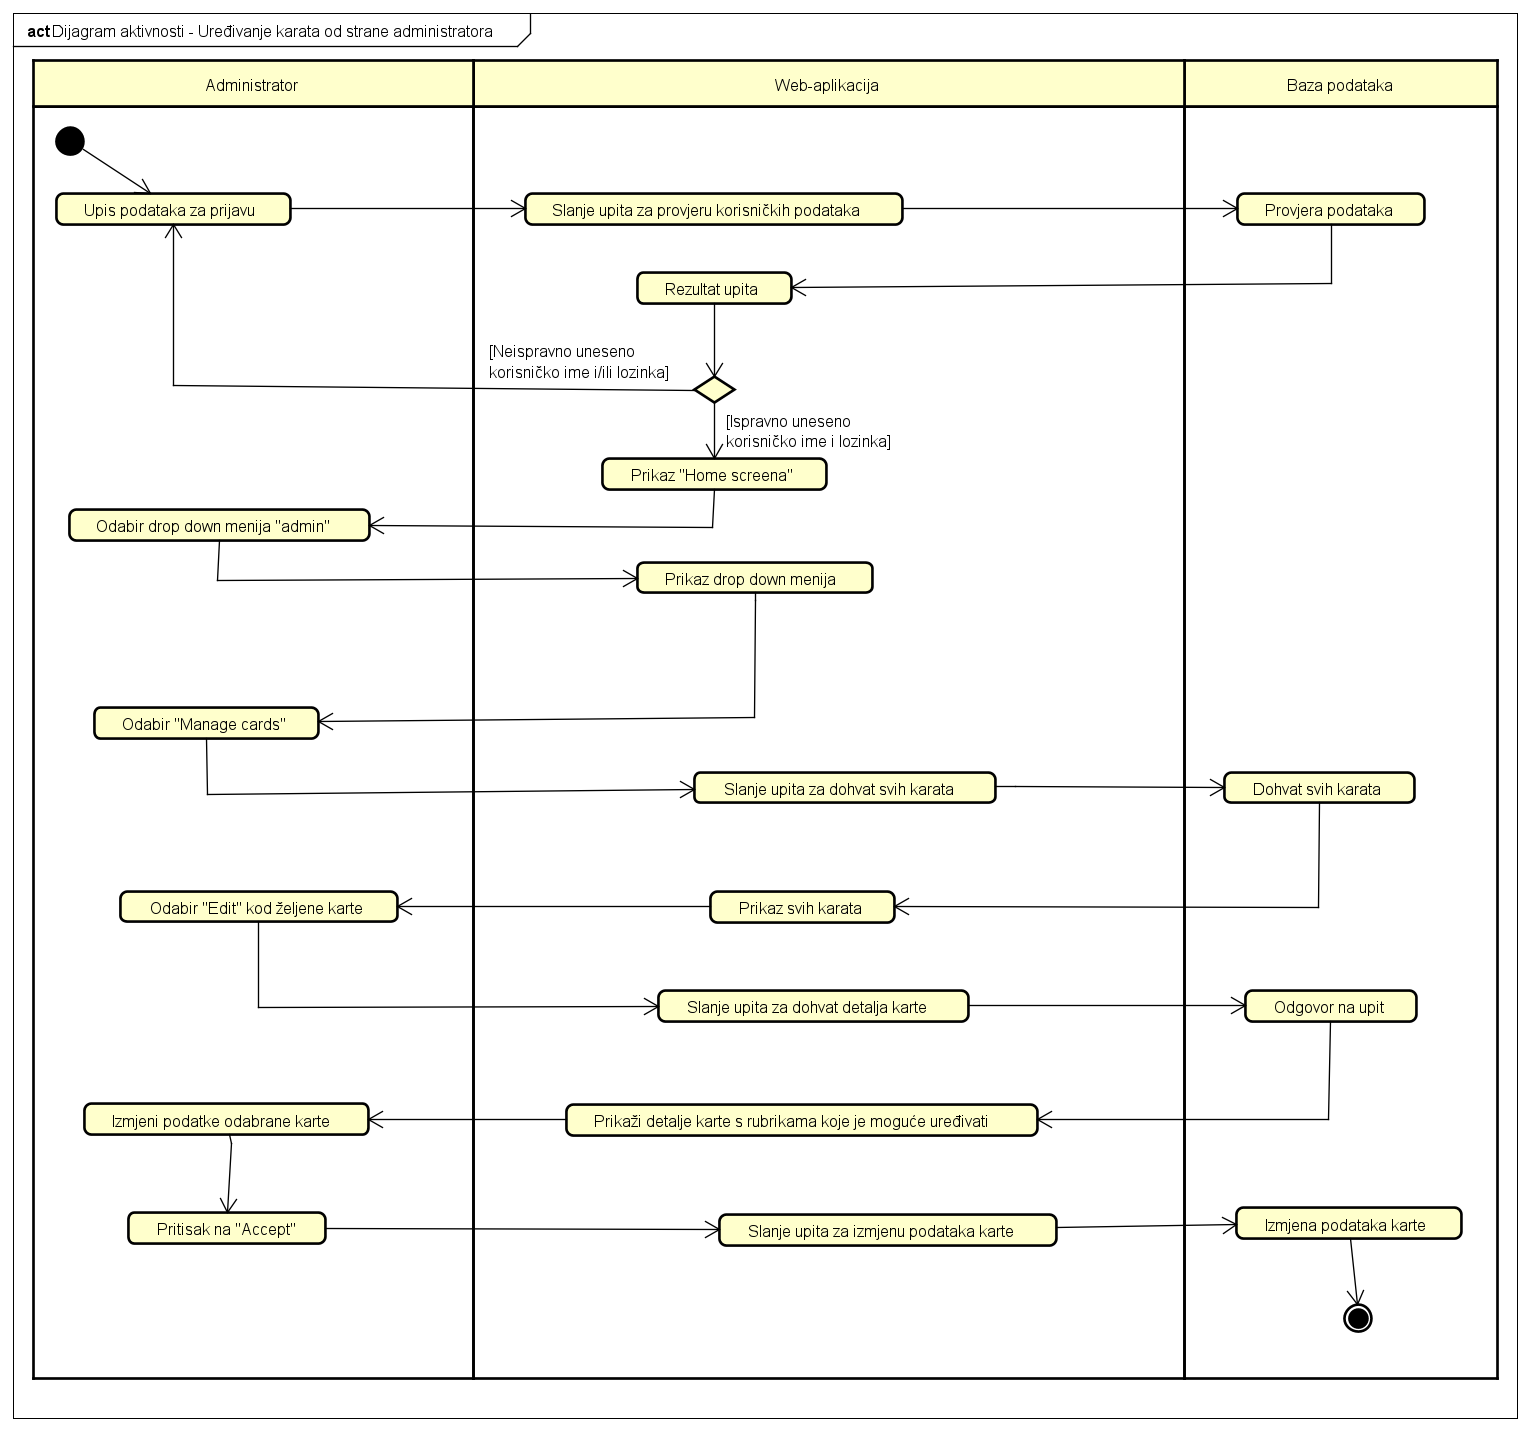 act Dijagram aktivnosti - Uređivanje karata od strane administratora
Administrator
Web-aplikacija
Baza podataka
Upis podataka za prijavu
Slanje upita za provjeru korisničkih podataka
Provjera podataka
Rezultat upita
[Neispravno uneseno
korisničko ime i/ili lozinka]
[Ispravno uneseno
korisničko ime i lozinka]
Prikaz "Home screena"
Odabir drop down menija "admin"
Prikaz drop down menija
Odabir "Manage cards"
Slanje upita za dohvat svih karata
Dohvat svih karata
Odabir "Edit" kod željene karte
Prikaz svih karata
Slanje upita za dohvat detalja karte
Odgovor na upit
Izmjeni podatke odabrane karte
Prikaži detalje karte s rubrikama koje je moguće uređivati
Pritisak na "Accept"
Slanje upita za izmjenu podataka karte
Izmjena podataka karte